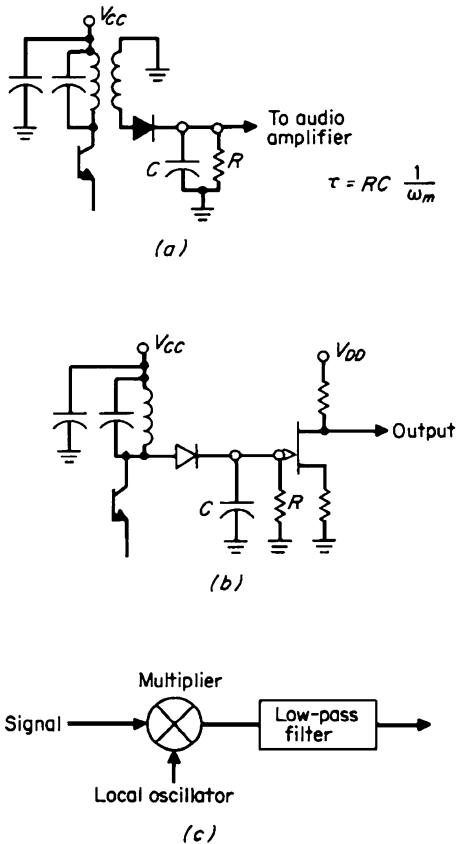 VCC
To audio
amplifier
C
R
τ = RC 1/ωm
(a)
VCC
VDD
Output
C
R
(b)
Multiplier
Signal
Low-pass
filter
Local oscillator
(c)